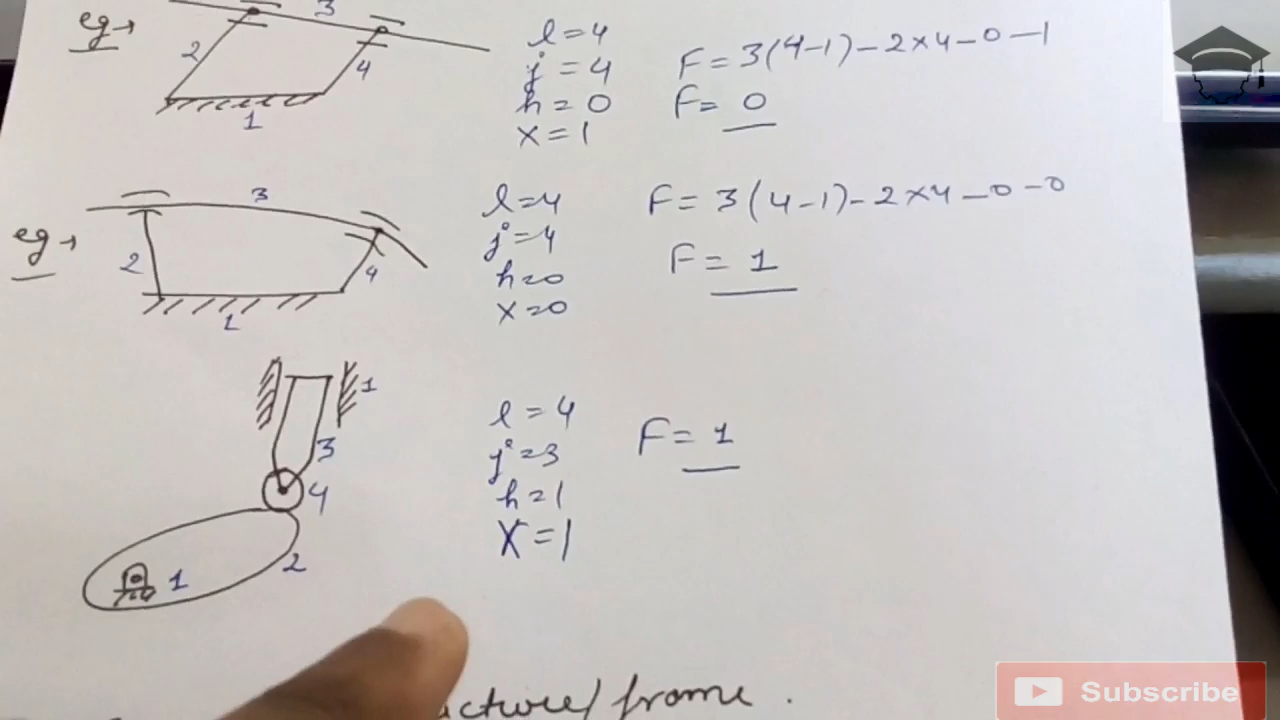 eg→
3
2
4
1
l=4
j=4
h=0
x=1
F=3(4-1)-2×4-0-1
F=0
eg→
3
2
4
1
l=4
j=4
h=0
x=0
F=3(4-1)-2×4-0-0
F=1
1
3
4
2
1
l=4
j=3
h=1
X=1
F=1
ucture/frame.
Subscribe